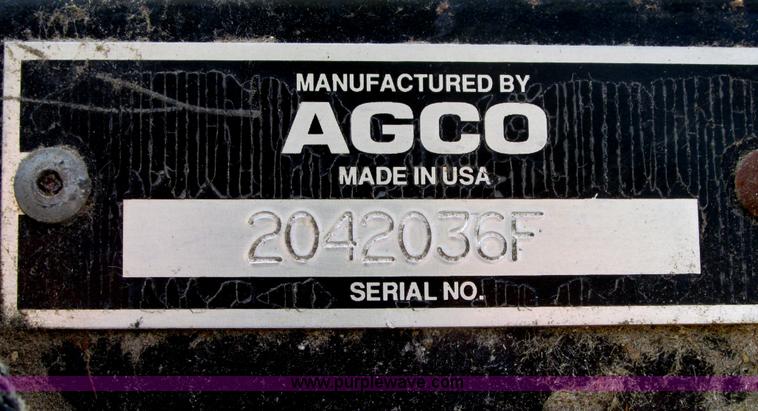 MANUFACTURED BY
AGCO
MADE IN USA
2042036F
SERIAL NO.
www.purplewave.com